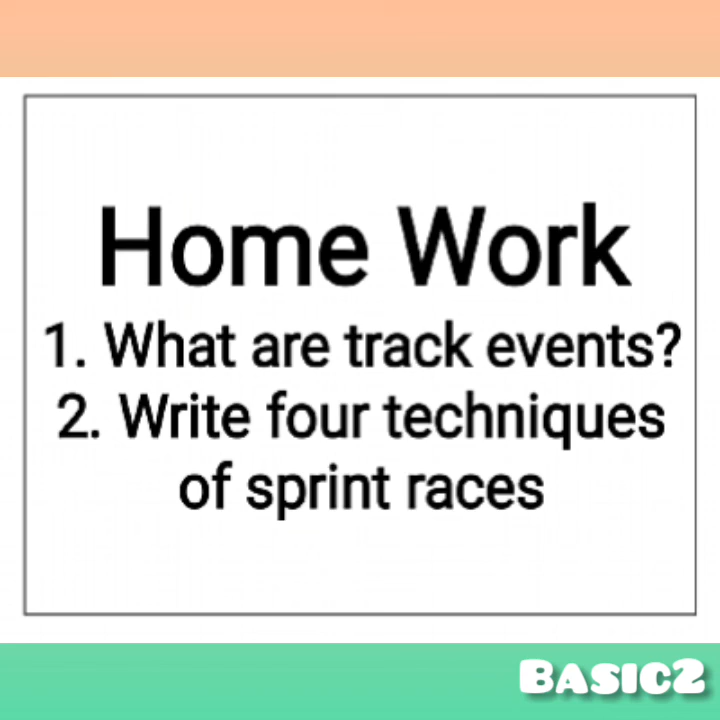 Home Work
1. What are track events?
2. Write four techniques
of sprint races
Basic2